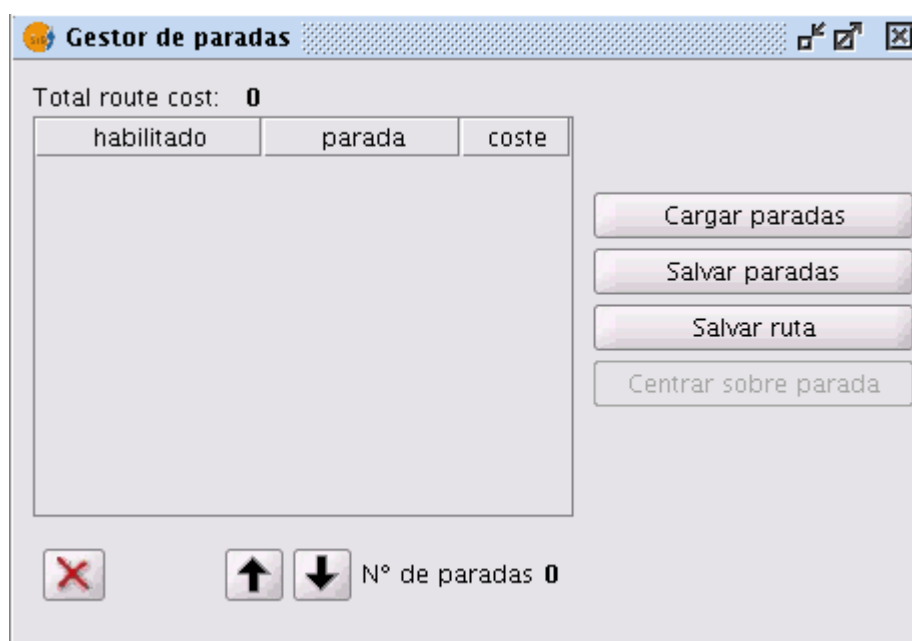 Gestor de paradas
Total route cost: 0
habilitado parada coste
Cargar paradas
Salvar paradas
Salvar ruta
Centrar sobre parada
Nº de paradas 0